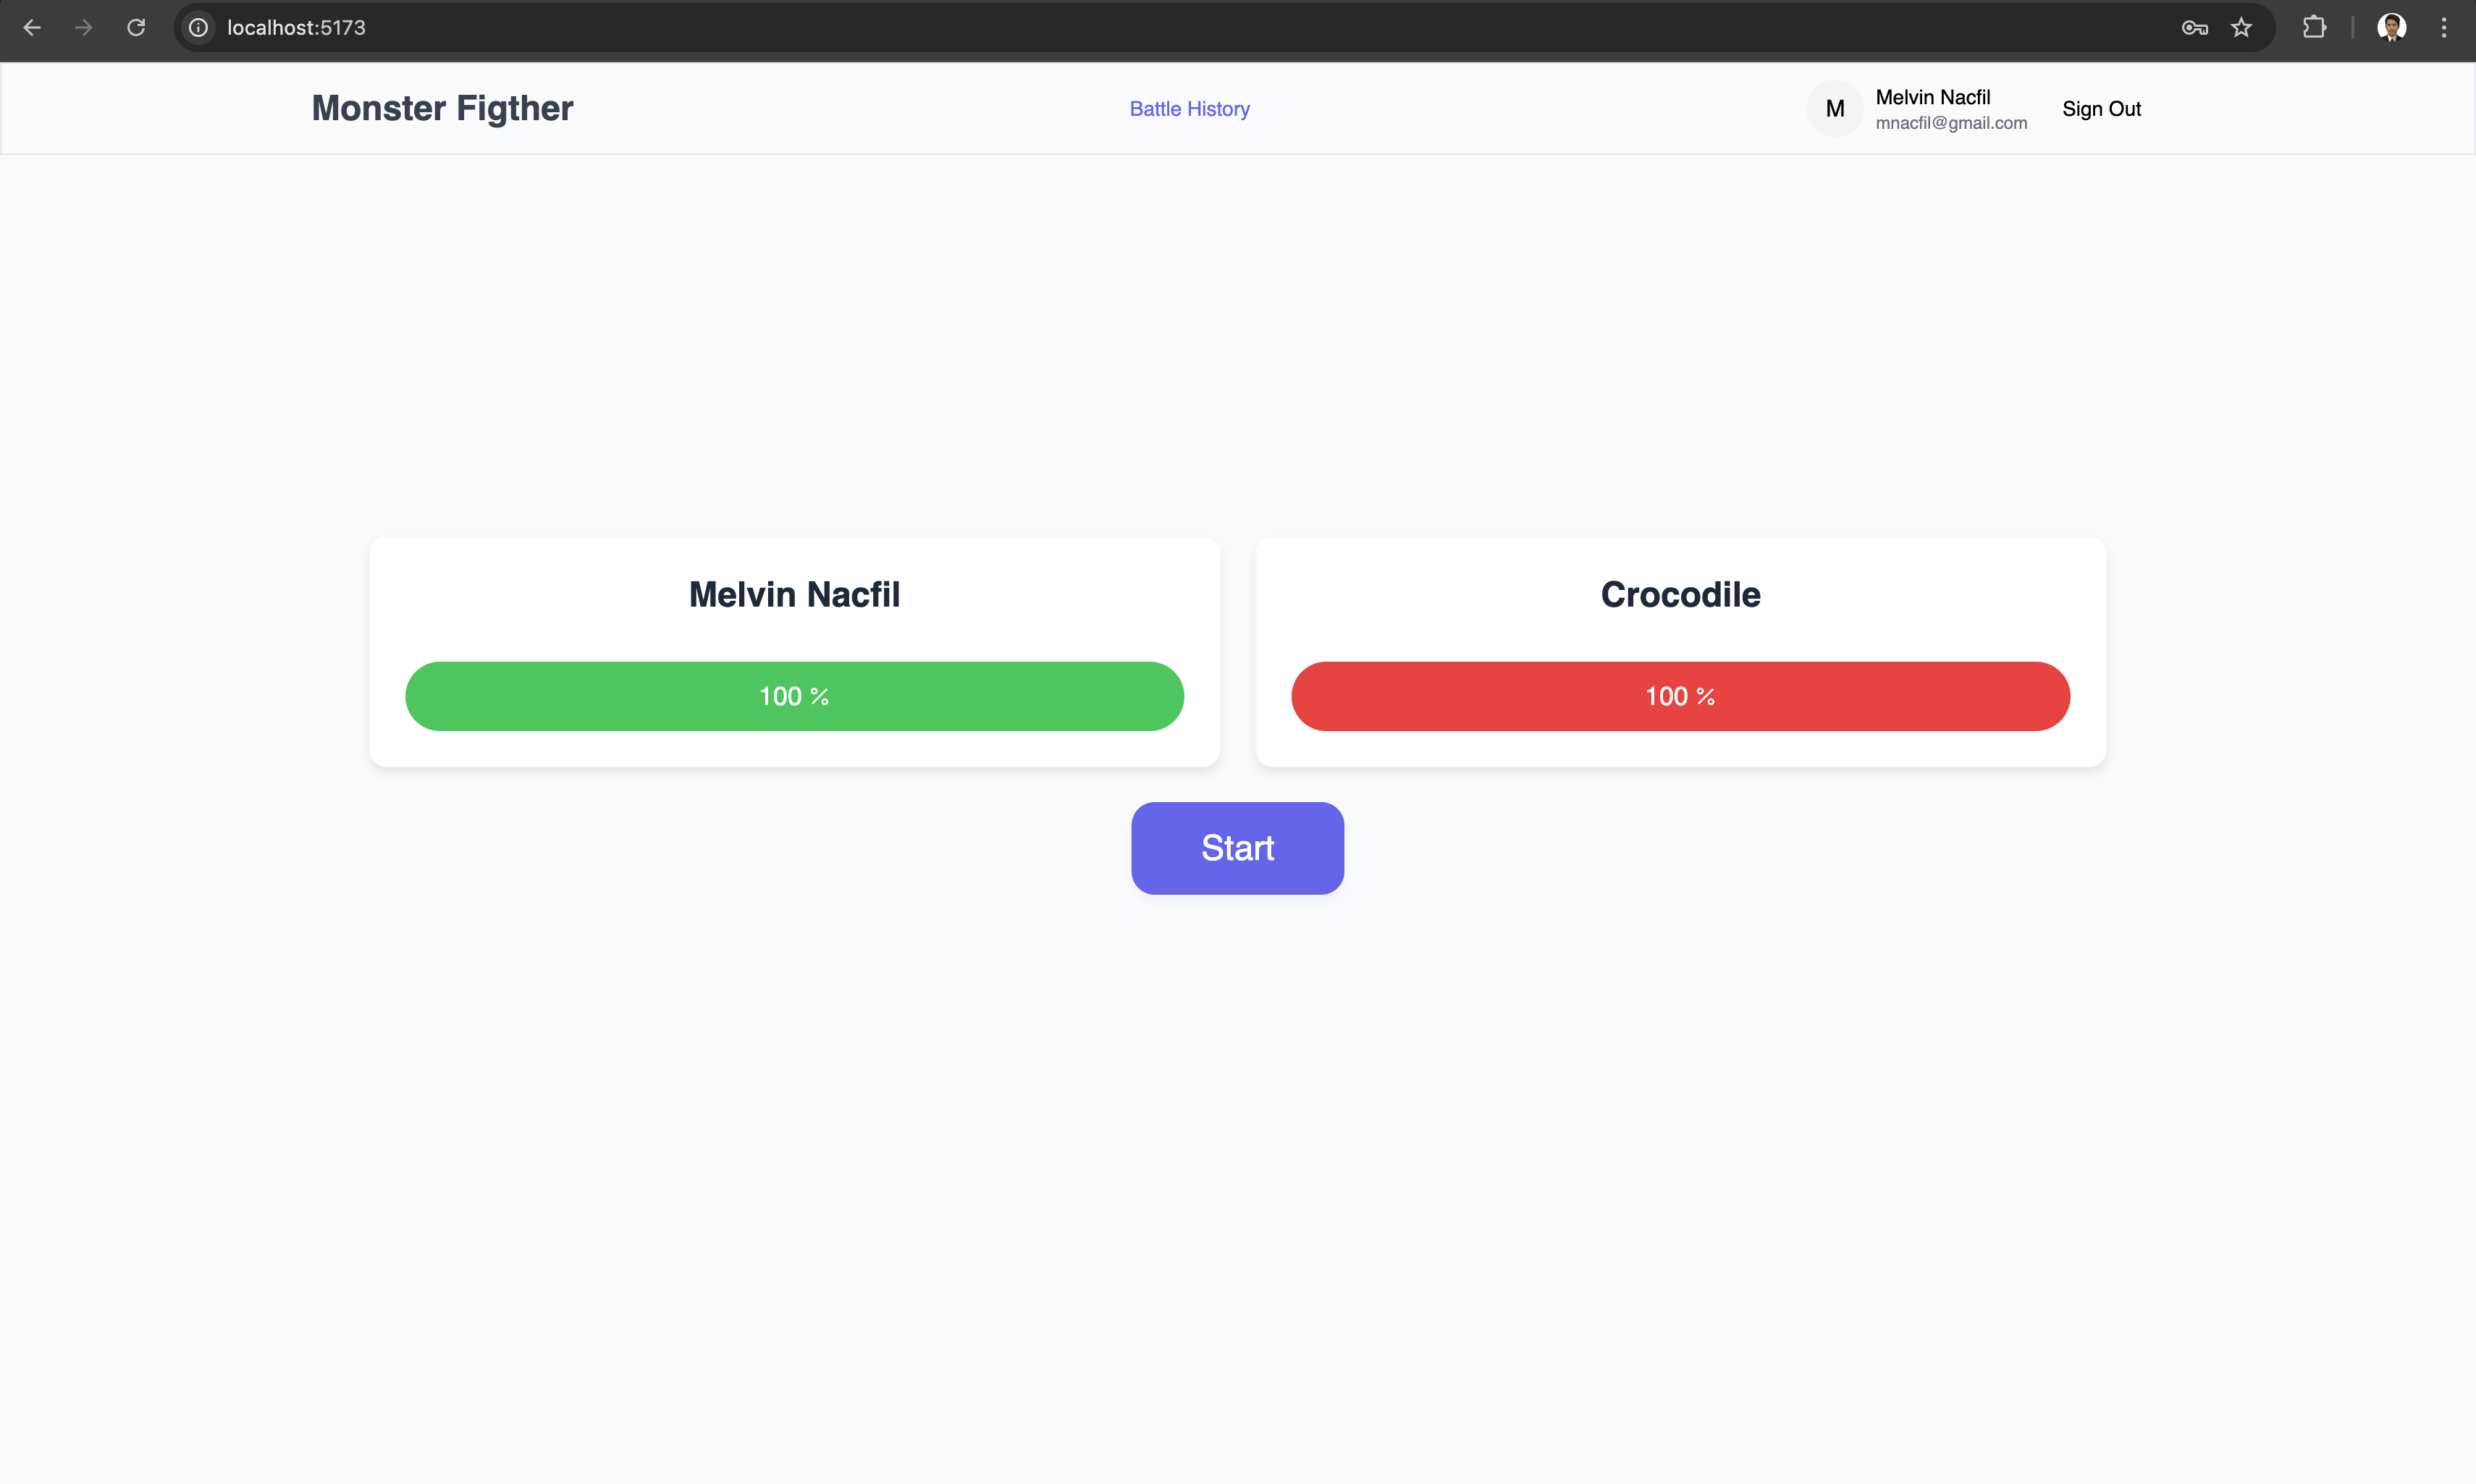 localhost:5173
Monster Figther
Battle History
M
Melvin Nacfil
mnacfil@gmail.com
Sign Out
Melvin Nacfil
100 %
Crocodile
100 %
Start